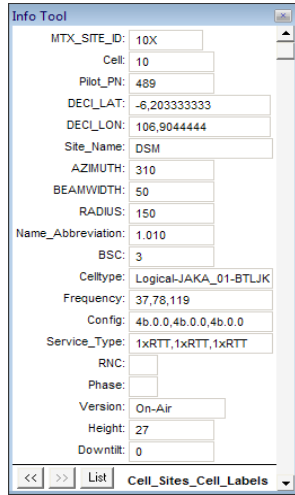 Info Tool
MTX_SITE_ID: 10X
Cell: 10
Pilot_PN: 489
DECI_LAT: -6,203333333
DECI_LON: 106,9044444
Site_Name: DSM
AZIMUTH: 310
BEAMWIDTH: 50
RADIUS: 150
Name_Abbreviation: 1.010
BSC: 3
Celltype: Logical-JAKA_01-BTLJK
Frequency: 37,78,119
Config: 4b.0.0,4b.0.0,4b.0.0
Service_Type: 1xRTT,1xRTT,1xRTT
RNC:
Phase:
Version: On-Air
Height: 27
Downtilt: 0
<< >> List Cell_Sites_Cell_Labels